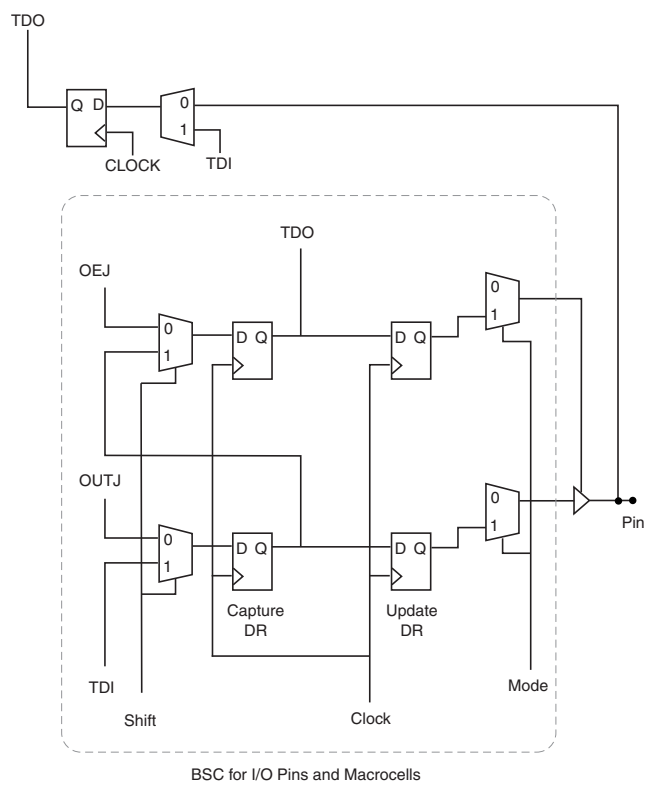 TDO
Q D
0
1
CLOCK
TDI
TDO
OEJ
0
1
D Q
D Q
0
1
OUTJ
0
1
D Q
D Q
0
1
Pin
Capture
DR
Update
DR
TDI
Shift
Clock
Mode
BSC for I/O Pins and Macrocells